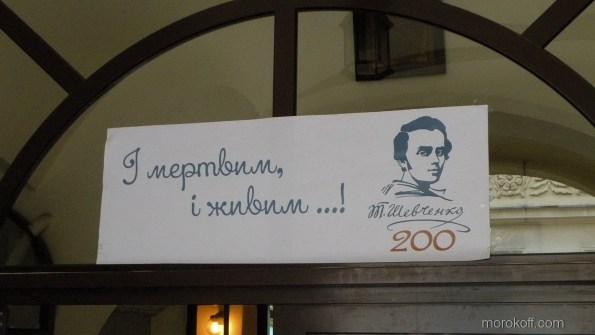 І мертвим,
і живим ...!
Т. Шевченко
200
morokoff.com